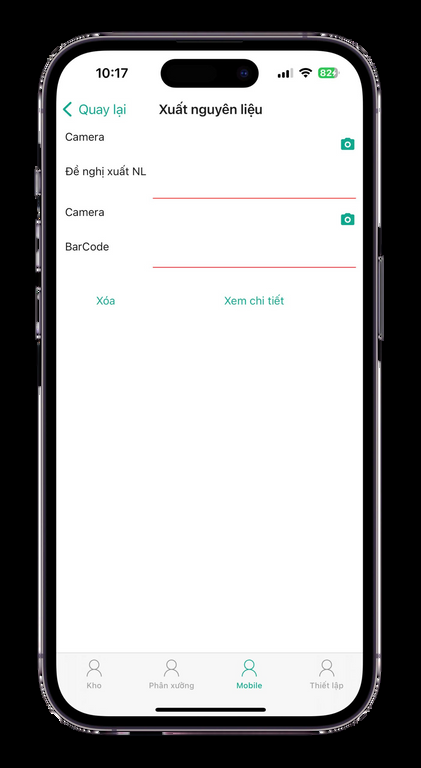 10:17
82
Quay lại
Xuất nguyên liệu
Camera
Đề nghị xuất NL
Camera
BarCode
Xóa
Xem chi tiết
Kho
Phân xưởng
Mobile
Thiết lập